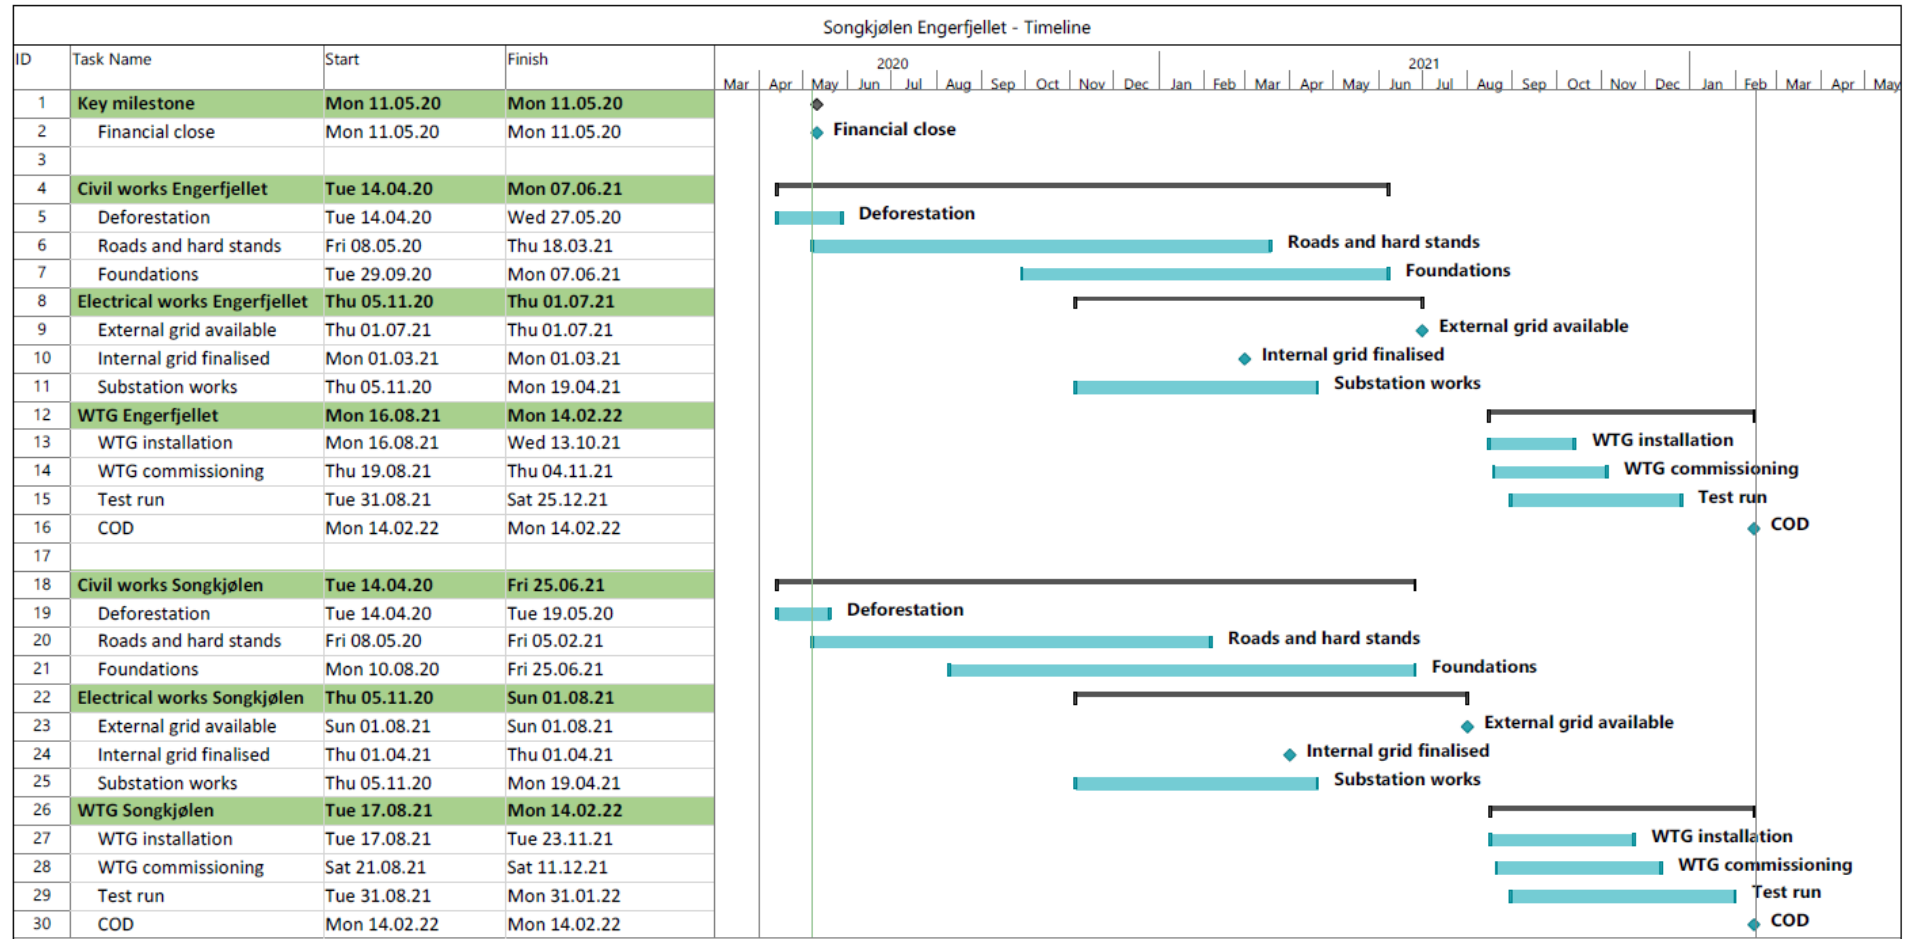 Songkjølen Engerfjellet - Timeline
ID Task Name Start Finish
2020 2021
Mar Apr May Jun Jul Aug Sep Oct Nov Dec Jan Feb Mar Apr May Jun Jul Aug Sep Oct Nov Dec Jan Feb Mar Apr May
1 Key milestone Mon 11.05.20 Mon 11.05.20
2 Financial close Mon 11.05.20 Mon 11.05.20 Financial close
3
4 Civil works Engerfjellet Tue 14.04.20 Mon 07.06.21
5 Deforestation Tue 14.04.20 Wed 27.05.20 Deforestation
6 Roads and hard stands Fri 08.05.20 Thu 18.03.21 Roads and hard stands
7 Foundations Tue 29.09.20 Mon 07.06.21 Foundations
8 Electrical works Engerfjellet Thu 05.11.20 Thu 01.07.21
9 External grid available Thu 01.07.21 Thu 01.07.21 External grid available
10 Internal grid finalised Mon 01.03.21 Mon 01.03.21 Internal grid finalised
11 Substation works Thu 05.11.20 Mon 19.04.21 Substation works
12 WTG Engerfjellet Mon 16.08.21 Mon 14.02.22
13 WTG installation Mon 16.08.21 Wed 13.10.21 WTG installation
14 WTG commissioning Thu 19.08.21 Thu 04.11.21 WTG commissioning
15 Test run Tue 31.08.21 Sat 25.12.21 Test run
16 COD Mon 14.02.22 Mon 14.02.22 COD
17
18 Civil works Songkjølen Tue 14.04.20 Fri 25.06.21
19 Deforestation Tue 14.04.20 Tue 19.05.20 Deforestation
20 Roads and hard stands Fri 08.05.20 Fri 05.02.21 Roads and hard stands
21 Foundations Mon 10.08.20 Fri 25.06.21 Foundations
22 Electrical works Songkjølen Thu 05.11.20 Sun 01.08.21
23 External grid available Sun 01.08.21 Sun 01.08.21 External grid available
24 Internal grid finalised Thu 01.04.21 Thu 01.04.21 Internal grid finalised
25 Substation works Thu 05.11.20 Mon 19.04.21 Substation works
26 WTG Songkjølen Tue 17.08.21 Mon 14.02.22
27 WTG installation Tue 17.08.21 Tue 23.11.21 WTG installation
28 WTG commissioning Sat 21.08.21 Sat 11.12.21 WTG commissioning
29 Test run Tue 31.08.21 Mon 31.01.22 Test run
30 COD Mon 14.02.22 Mon 14.02.22 COD